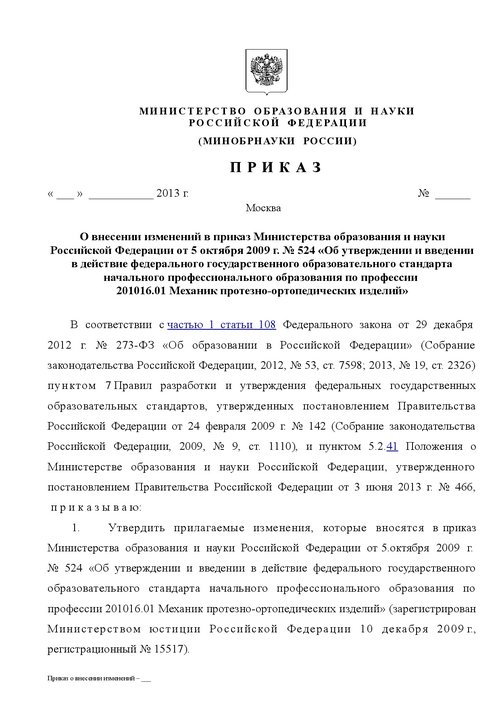 МИНИСТЕРСТВО ОБРАЗОВАНИЯ И НАУКИ
РОССИЙСКОЙ ФЕДЕРАЦИИ
(МИНОБРНАУКИ РОССИИ)
П Р И К А З
« ___ » ____________ 2013 г. № ______
Москва
О внесении изменений в приказ Министерства образования и науки
Российской Федерации от 5 октября 2009 г. № 524 «Об утверждении и введении
в действие федерального государственного образовательного стандарта
начального профессионального образования по профессии
201016.01 Механик протезно-ортопедических изделий»
В соответствии с частью 1 статьи 108 Федерального закона от 29 декабря
2012 г. № 273-ФЗ «Об образовании в Российской Федерации» (Собрание
законодательства Российской Федерации, 2012, № 53, ст. 7598; 2013, № 19, ст. 2326)
пунктом 7 Правил разработки и утверждения федеральных государственных
образовательных стандартов, утвержденных постановлением Правительства
Российской Федерации от 24 февраля 2009 г. № 142 (Собрание законодательства
Российской Федерации, 2009, № 9, ст. 1110), и пунктом 5.2.41 Положения о
Министерстве образования и науки Российской Федерации, утвержденного
постановлением Правительства Российской Федерации от 3 июня 2013 г. № 466,
п р и к а з ы в а ю:
1. Утвердить прилагаемые изменения, которые вносятся в приказ
Министерства образования и науки Российской Федерации от 5.октября 2009 г.
№ 524 «Об утверждении и введении в действие федерального государственного
образовательного стандарта начального профессионального образования по
профессии 201016.01 Механик протезно-ортопедических изделий» (зарегистрирован
Министерством юстиции Российской Федерации 10 декабря 2009 г.,
регистрационный № 15517).
Приказ о внесении изменений – ___